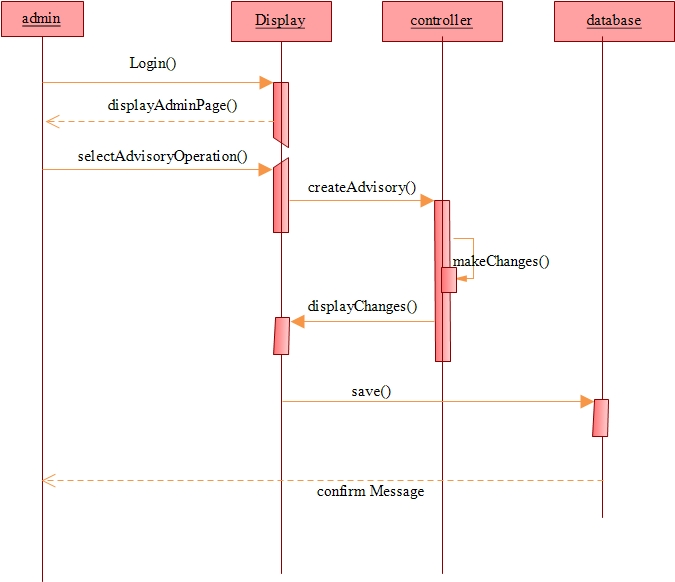 admin
Display
controller
database
Login()
displayAdminPage()
selectAdvisoryOperation()
createAdvisory()
makeChanges()
displayChanges()
save()
confirm Message